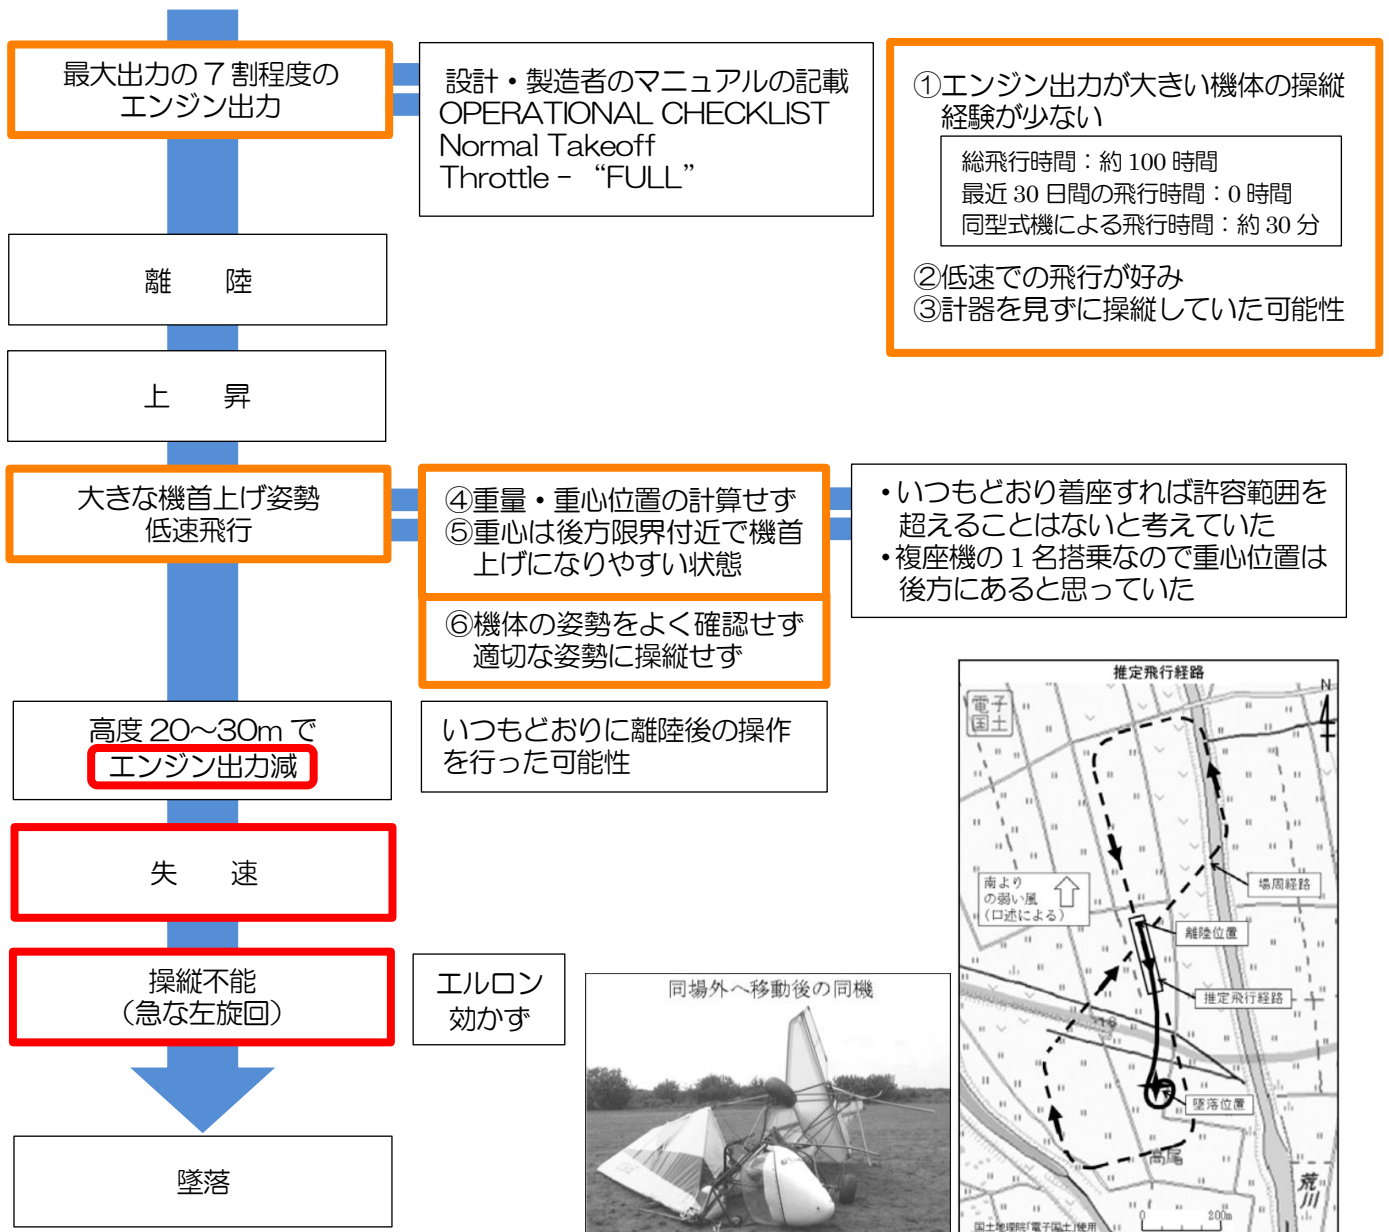 最大出力の７割程度の
エンジン出力
設計・製造者のマニュアルの記載
OPERATIONAL CHECKLIST
Normal Takeoff
Throttle – “FULL”
①エンジン出力が大きい機体の操縦
経験が少ない
総飛行時間：約 100 時間
最近 30 日間の飛行時間：0 時間
同型式機による飛行時間：約 30 分
②低速での飛行が好み
③計器を見ずに操縦していた可能性
離　陸
上　昇
大きな機首上げ姿勢
低速飛行
④重量・重心位置の計算せず
⑤重心は後方限界付近で機首
上げになりやすい状態
⑥機体の姿勢をよく確認せず
適切な姿勢に操縦せず
・いつもどおり着座すれば許容範囲を
超えることはないと考えていた
・複座機の 1 名搭乗なので重心位置は
後方にあると思っていた
高度 20～30m で
エンジン出力減
いつもどおりに離陸後の操作
を行った可能性
失　速
操縦不能
（急な左旋回）
エルロン
効かず
墜落
同場外へ移動後の同機
推定飛行経路
電子
国土
N
南より
の弱い風
（口述による）
場周経路
離陸位置
推定飛行経路
墜落位置
高尾
荒
川
0
200m
国土地理院「電子国土」使用